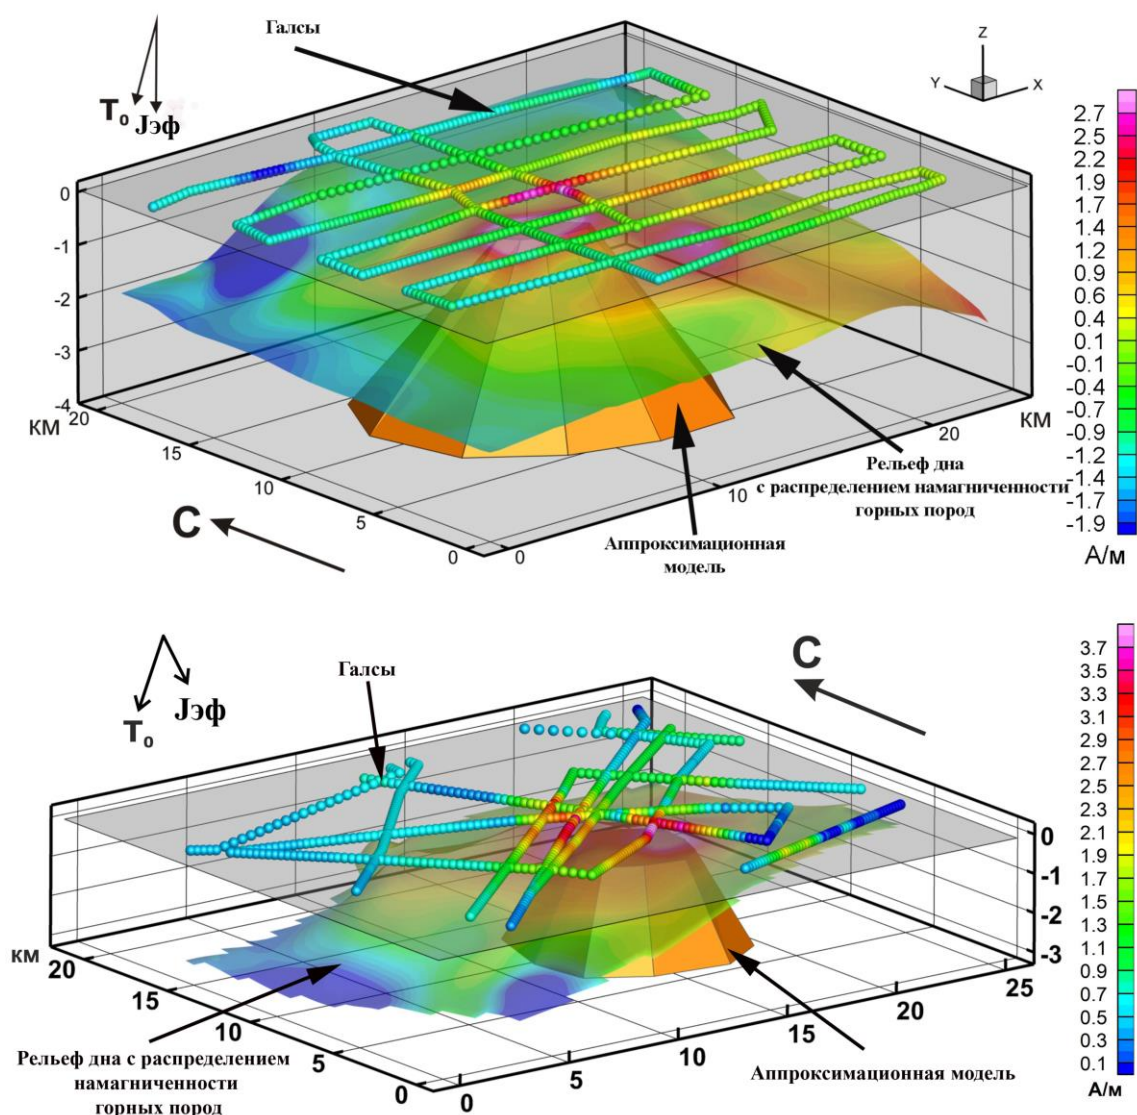 Галсы
Z
Y
X
T₀
Jэф
0
-1
-2
-3
-4
КМ
20
15
10
5
0
0
10
20
КМ
С
Рельеф дна
с распределением намагниченности
горных пород
Аппроксимационная
модель
2.7
2.5
2.2
1.9
1.7
1.4
1.2
0.9
0.6
0.4
0.1
-0.1
-0.4
-0.7
-0.9
-1.2
-1.4
-1.7
-1.9
А/м
Галсы
С
T₀
Jэф
0
-1
-2
-3
КМ
20
15
10
5
0
0
5
10
15
20
25
Рельеф дна с распределением
намагниченности
горных пород
Аппроксимационная модель
3.7
3.5
3.3
3.1
2.9
2.7
2.5
2.3
2.1
1.9
1.7
1.5
1.3
1.1
0.9
0.7
0.5
0.3
0.1
А/м